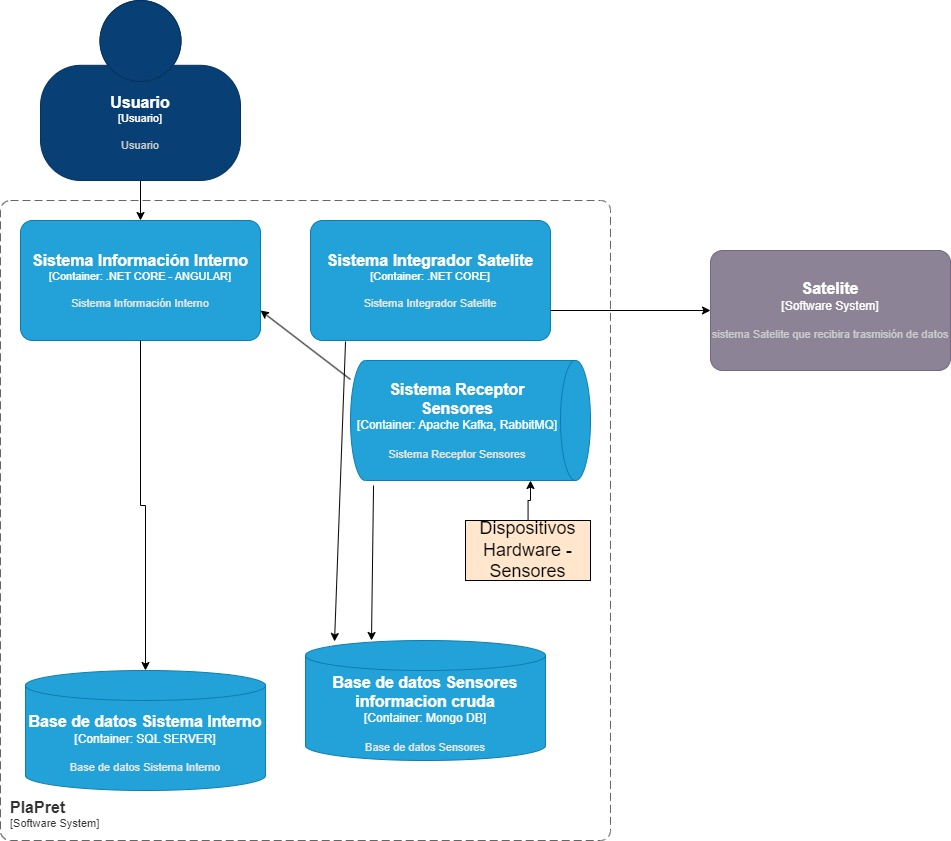 Usuario
[Usuario]
Usuario
Sistema Información Interno
[Container: .NET CORE - ANGULAR]
Sistema Información Interno
Sistema Integrador Satelite
[Container: .NET CORE]
Sistema Integrador Satelite
Satelite
[Software System]
sistema Satelite que recibira trasmisión de datos
Sistema Receptor
Sensores
[Container: Apache Kafka, RabbitMQ]
Sistema Receptor Sensores
Dispositivos
Hardware -
Sensores
Base de datos Sensores
informacion cruda
[Container: Mongo DB]
Base de datos Sensores
Base de datos Sistema Interno
[Container: SQL SERVER]
Base de datos Sistema Interno
PlaPret
[Software System]